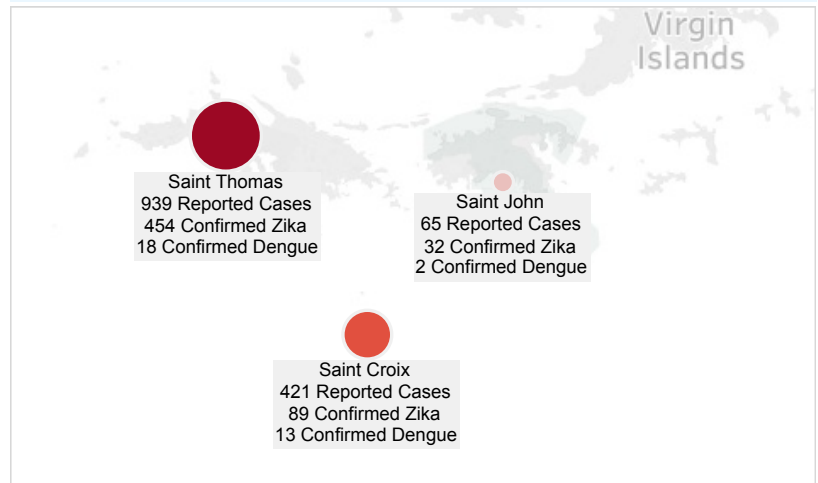 Virgin
Islands
Saint Thomas
939 Reported Cases
454 Confirmed Zika
18 Confirmed Dengue
Saint John
65 Reported Cases
32 Confirmed Zika
2 Confirmed Dengue
Saint Croix
421 Reported Cases
89 Confirmed Zika
13 Confirmed Dengue